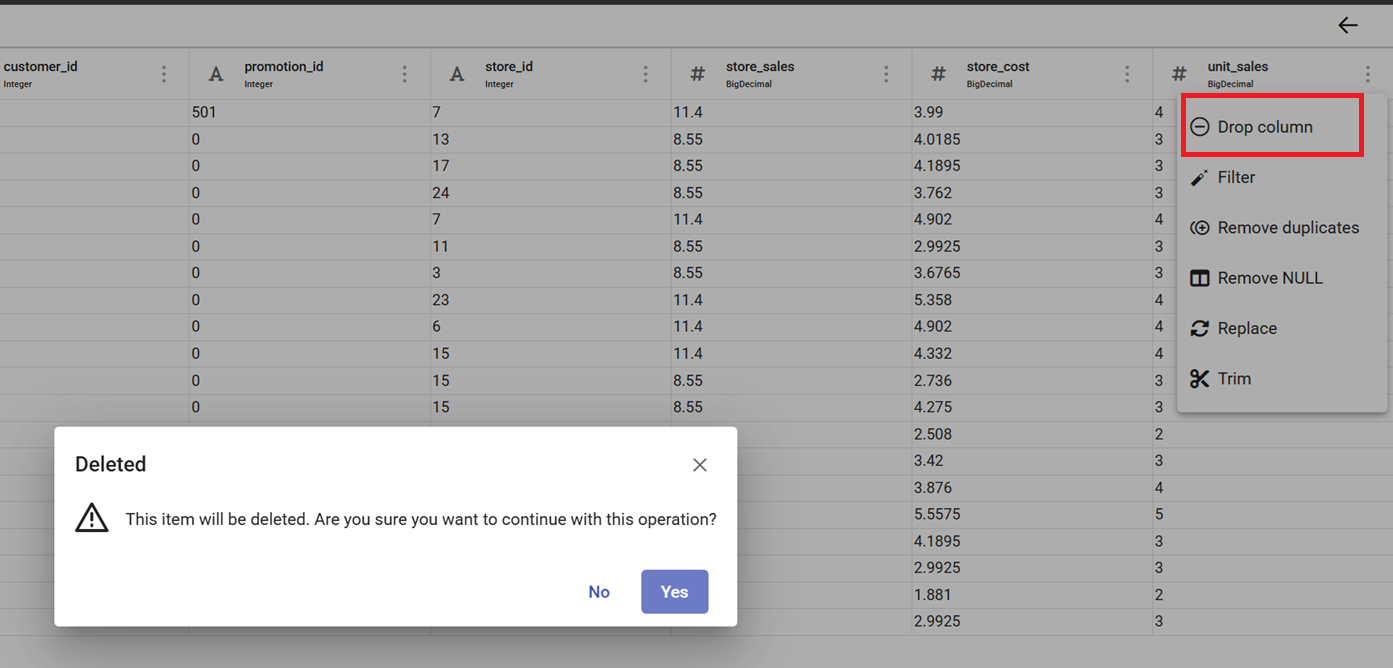 customer_id promotion_id store_id store_sales store_cost unit_sales
Integer Integer Integer BigDecimal BigDecimal BigDecimal
501 7 11.4 3.99 4
0 13 8.55 4.0185 3
0 17 8.55 4.1895 3
0 24 8.55 3.762 3
0 7 11.4 4.902 4
0 11 8.55 2.9925 3
0 3 8.55 3.6765 3
0 23 11.4 5.358 4
0 6 11.4 4.902 4
0 15 11.4 4.332 4
0 15 8.55 2.736 3
0 15 8.55 4.275 3
2.508 2
3.42 3
3.876 4
5.5575 5
4.1895 3
2.9925 3
1.881 2
2.9925 3
Drop column
Filter
Remove duplicates
Remove NULL
Replace
Trim
Deleted
This item will be deleted. Are you sure you want to continue with this operation?
No Yes